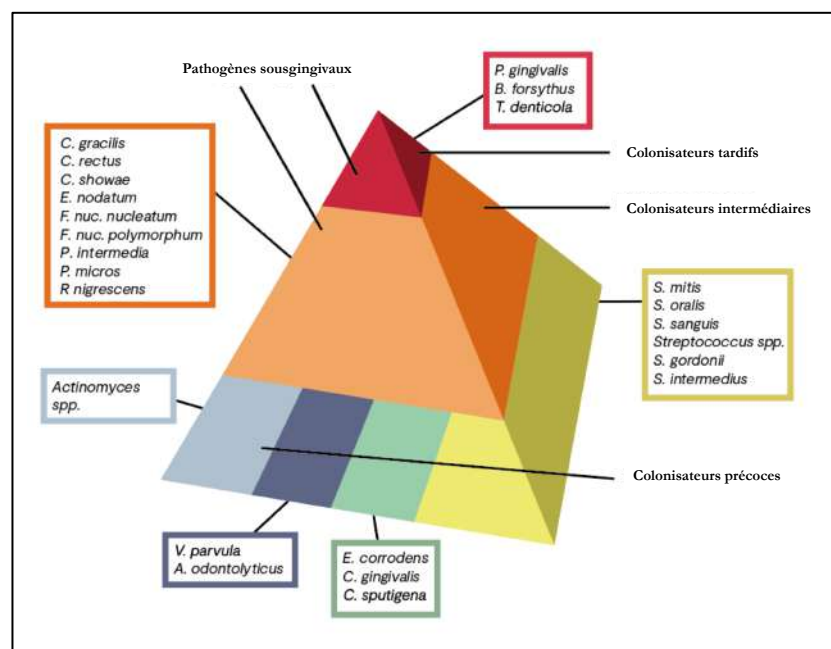 Pathogènes sousgingivaux
P. gingivalis
B. forsythus
T. denticola
Colonisateurs tardifs
Colonisateurs intermédiaires
C. gracilis
C. rectus
C. showae
E. nodatum
F. nuc. nucleatum
F. nuc. polymorphum
P. intermedia
P. micros
R nigrescens
S. mitis
S. oralis
S. sanguis
Streptococcus spp.
S. gordonii
S. intermedius
Actinomyces
spp.
Colonisateurs précoces
V. parvula
A. odontolyticus
E. corrodens
C. gingivalis
C. sputigena